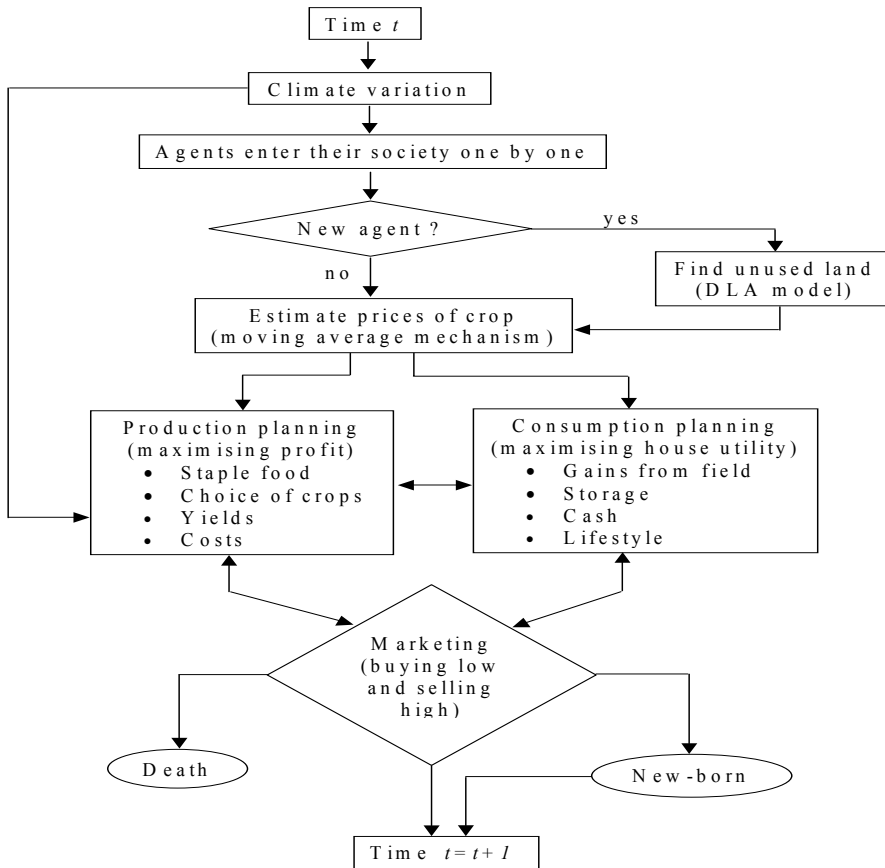 Time t
Climate variation
Agents enter their society one by one
New agent?
yes
no
Find unused land
(DLA model)
Estimate prices of crop
(moving average mechanism)
Production planning
(maximising profit)
• Staple food
• Choice of crops
• Yields
• Costs
Consumption planning
(maximising house utility)
• Gains from field
• Storage
• Cash
• Lifestyle
Marketing
(buying low
and selling
high)
Death
New-born
Time t=t+1